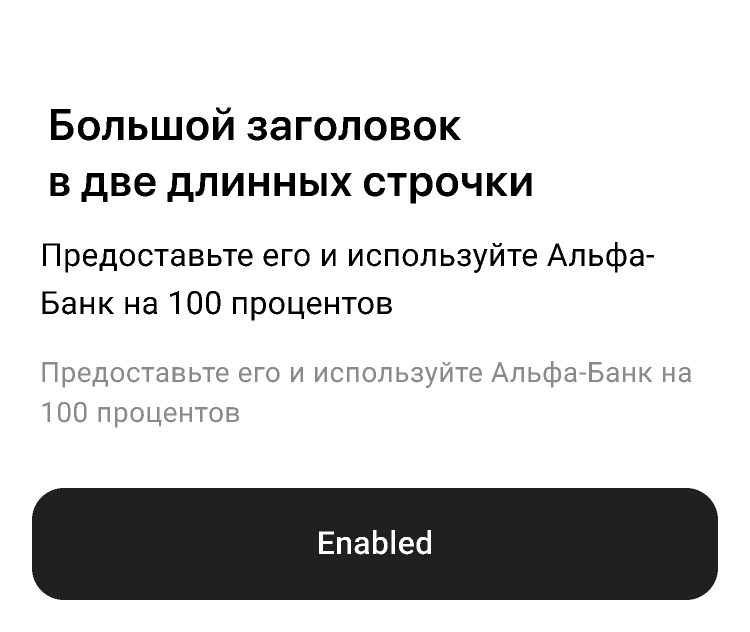 Большой заголовок
в две длинных строчки
Предоставьте его и используйте Альфа-
Банк на 100 процентов
Предоставьте его и используйте Альфа-Банк на
100 процентов
Enabled